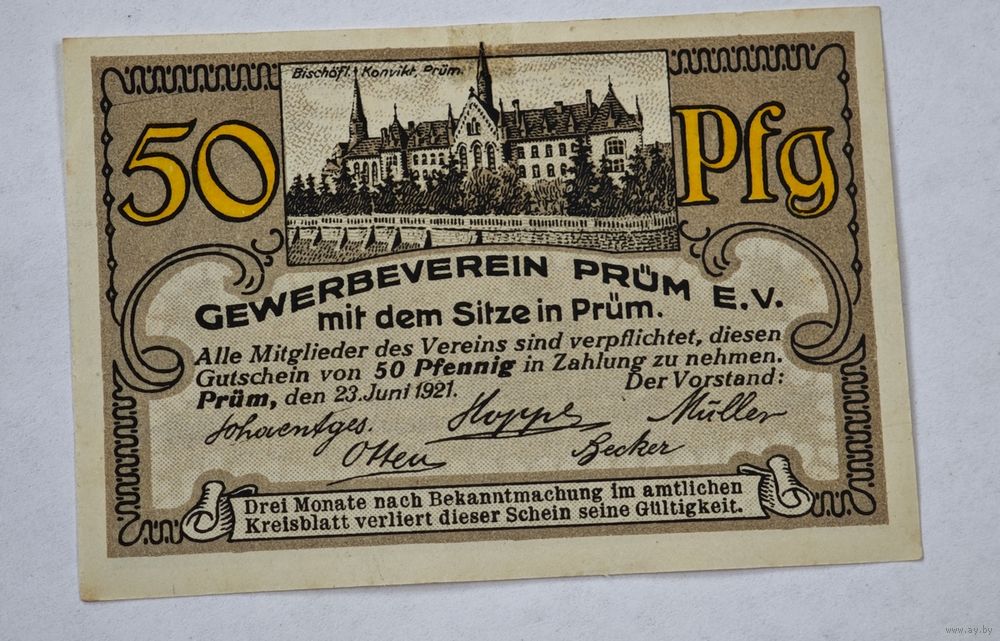 Bischöfl. Konvikt, Prüm.
50 Pfg
GEWERBEVEREIN PRÜM E.V.
mit dem Sitze in Prüm.
Alle Mitglieder des Vereins sind verpflichtet, diesen
Gutschein von 50 Pfennig in Zahlung zu nehmen.
Prüm, den 23. Juni 1921. Der Vorstand:
Hoppe Müller
Otten Becker
Drei Monate nach Bekanntmachung im amtlichen
Kreisblatt verliert dieser Schein seine Gültigkeit.
www.ay.by